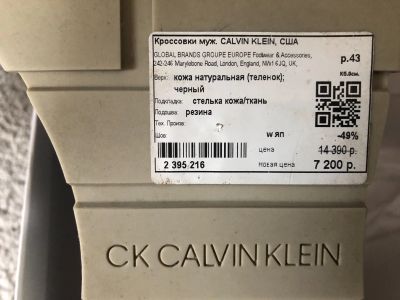 Кроссовки муж. CALVIN KLEIN, США
GLOBAL BRANDS GROUPE EUROPE Footwear & Accessories,
242-246 Marylebone Road, London, England, NW1 6JQ, UK,
р.43
Верх: кожа натуральная (теленок);
черный
Подкладка: стелька кожа/ткань
Подошва: резина
Тех. Произв:
Шов: W ЯП -49%
цена 14 390 р.
2 395.216 новая цена 7 200 р.
CK CALVIN KLEIN